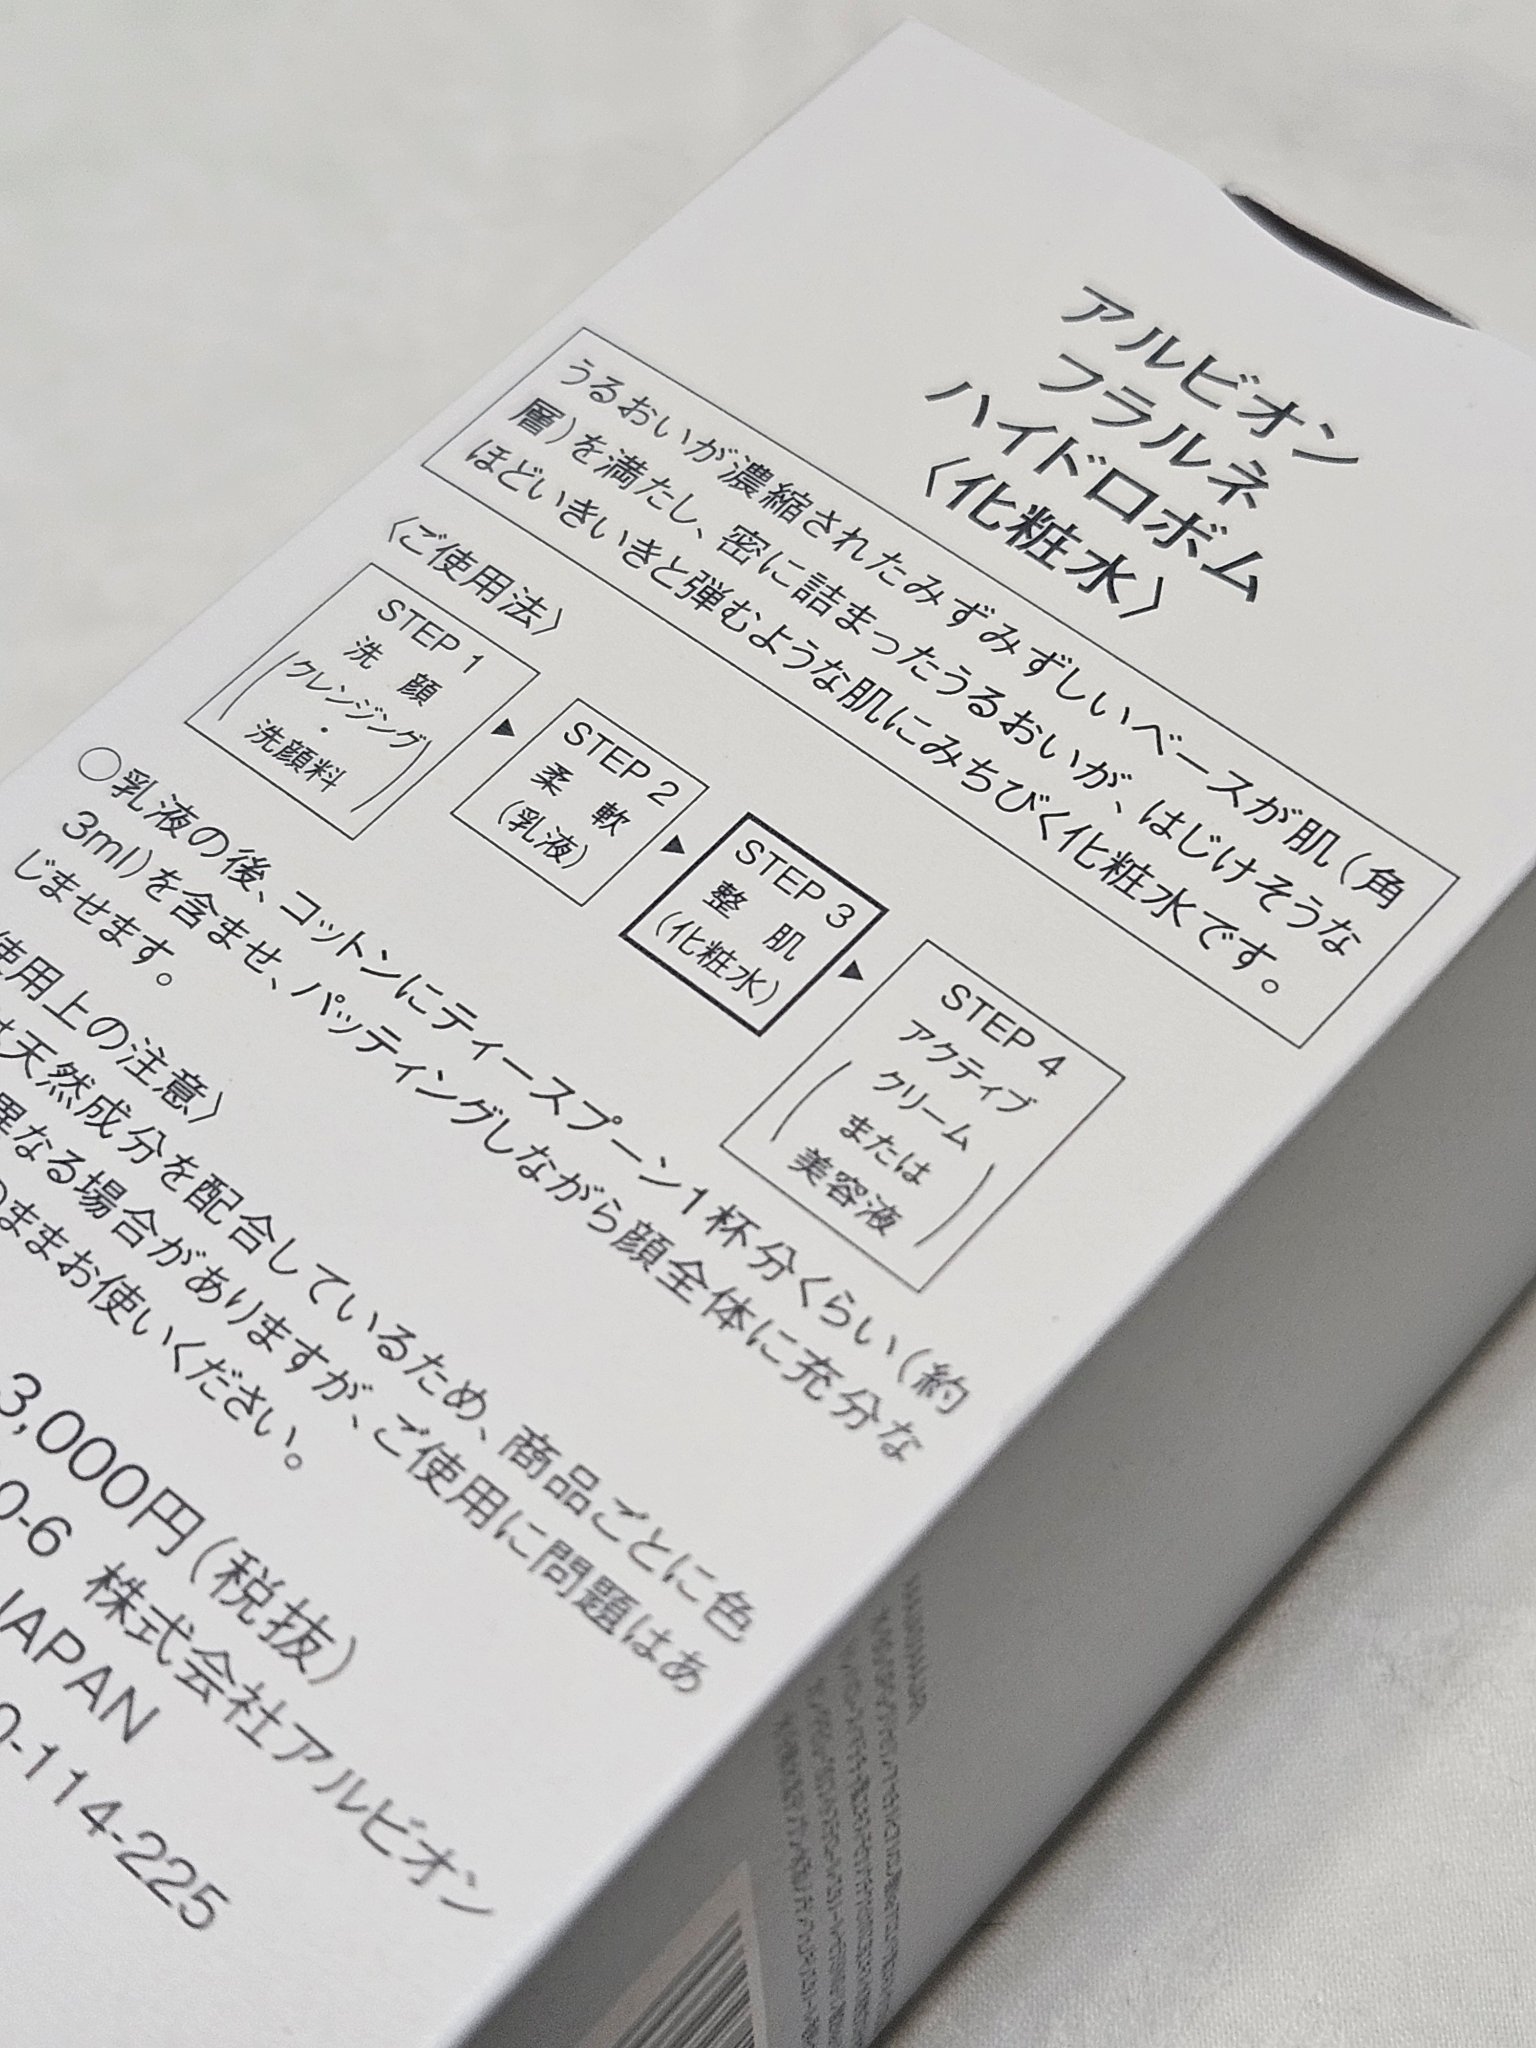 アルビオン
フラルネ
ハイドロボム
〈化粧水〉
うるおいが濃縮されたみずみずしいベースが肌(角
層)を満たし、密に詰まったうるおいが、はじけそうな
ほどいきいきと弾むような肌にみちびく化粧水です。
〈ご使用法〉
STEP 1
洗 顔
(クレンジング
・
洗顔料)
▶
STEP 2
柔 軟
(乳液)
▶
STEP 3
整 肌
(化粧水)
▶
STEP 4
(アクティブ
クリーム
または
美容液)
○乳液の後、コットンにティースプーン1杯分くらい(約
3ml)を含ませ、パッティングしながら顔全体に充分な
じませます。
使用上の注意〉
天然成分を配合しているため、商品ごとに色
異なる場合がありますが、ご使用に問題はあ
のままお使いください。
3,000円(税抜)
0-6 株式会社アルビオン
JAPAN
0-114-225